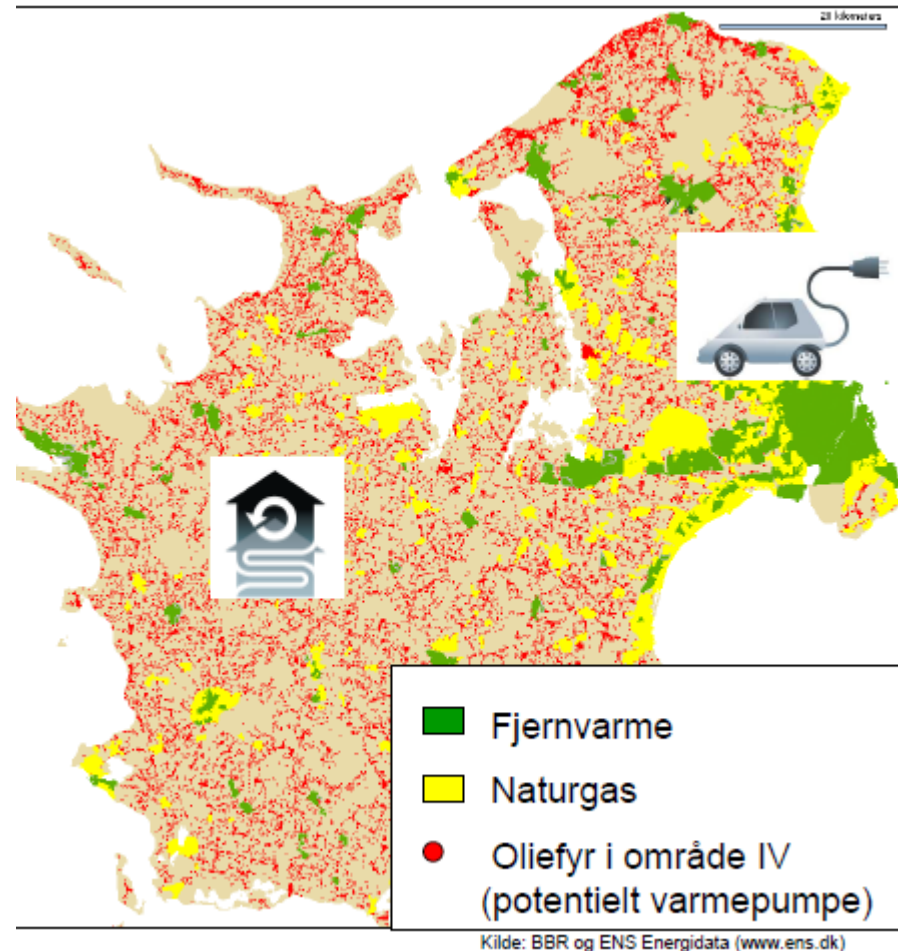 20 kilometers
Fjernvarme
Naturgas
Oliefyr i område IV
(potentielt varmepumpe)
Kilde: BBR og ENS Energidata (www.ens.dk)